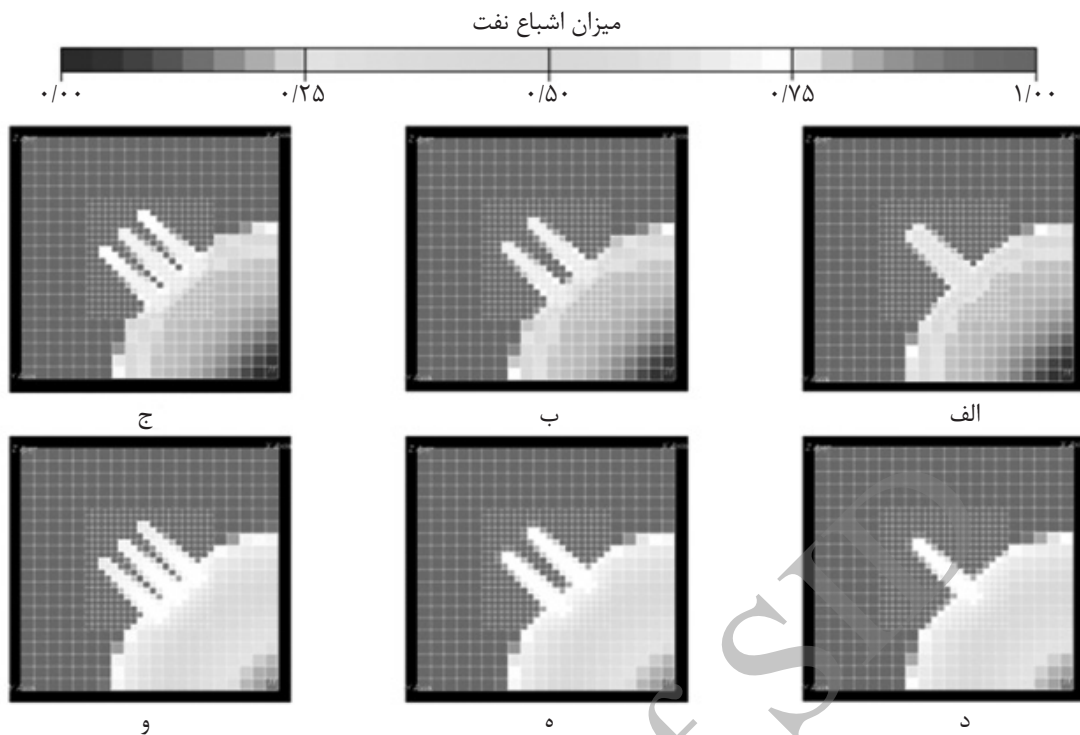 میزان اشباع نفت
۰/۰۰ ۰/۲۵ ۰/۵۰ ۰/۷۵ ۱/۰۰
الف
ب
ج
د
ه
و